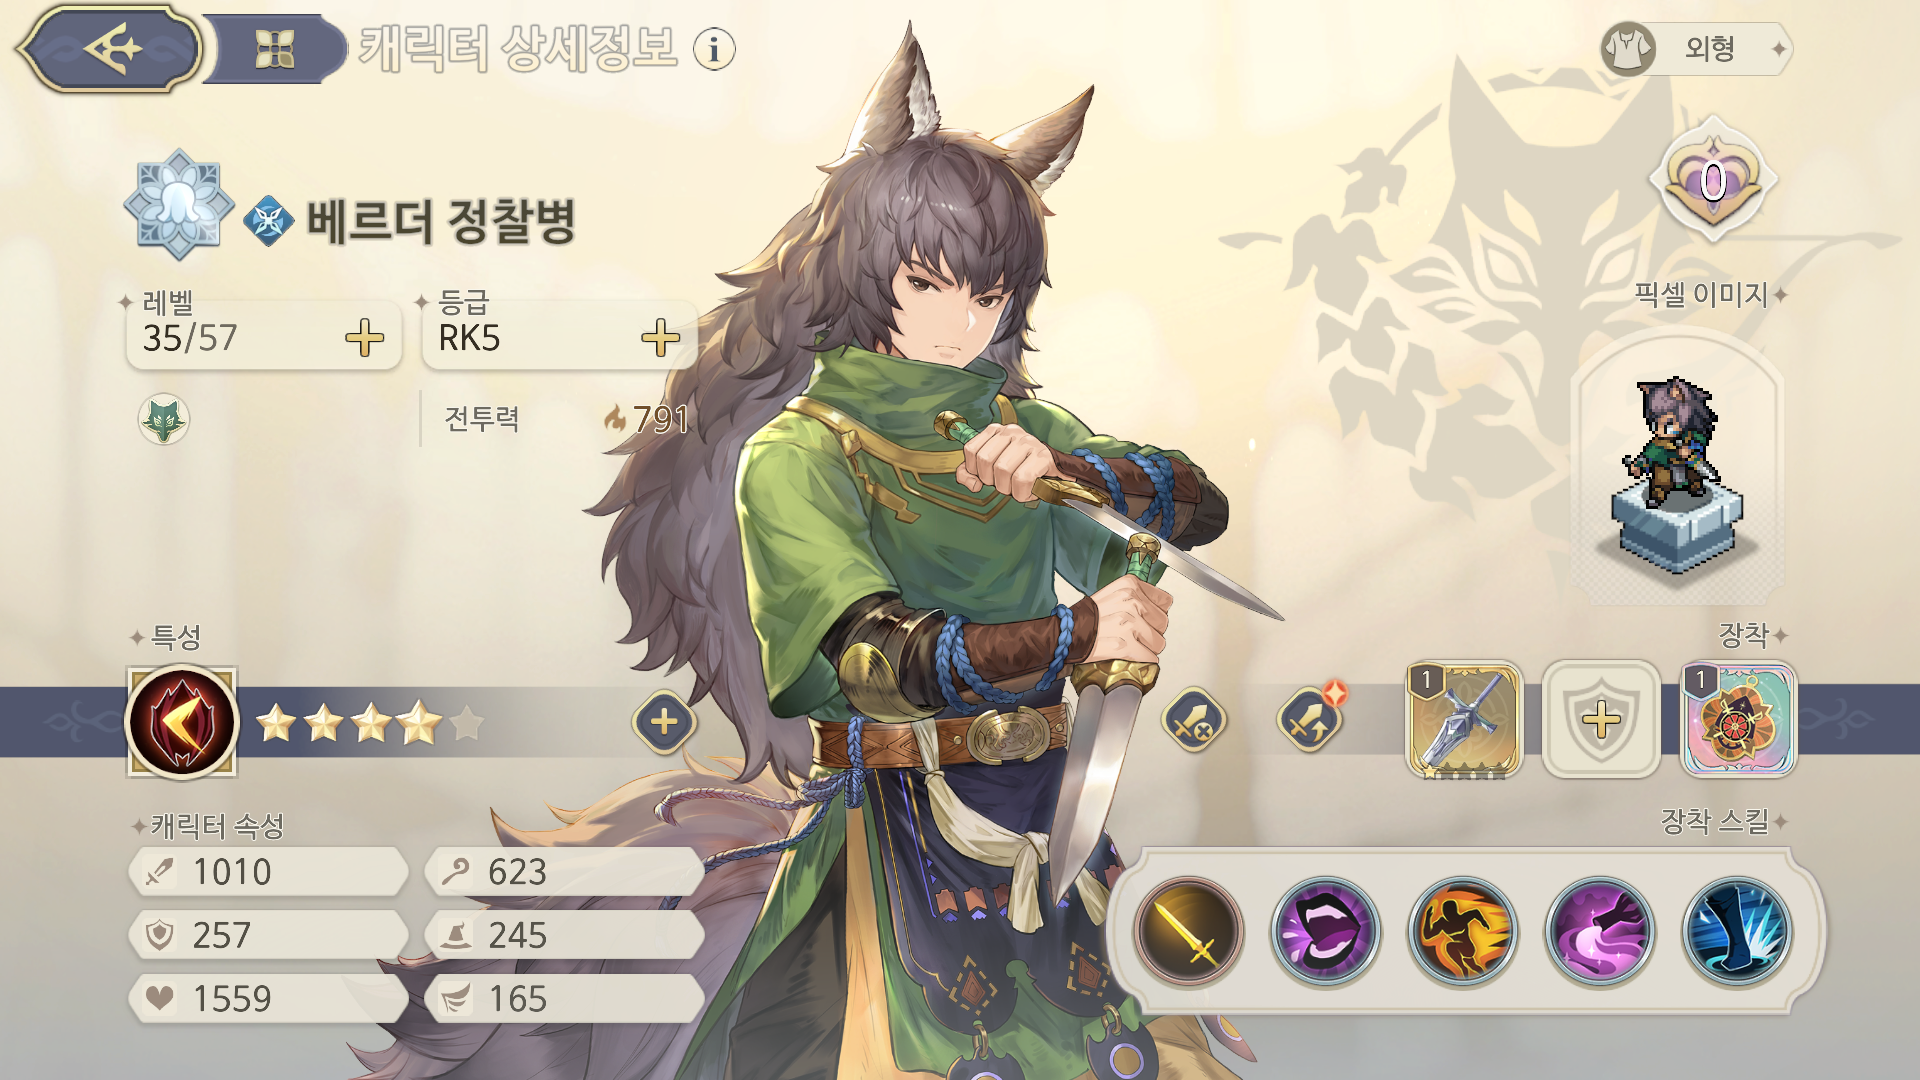 캐릭터 상세정보 i
외형
0
베르더 정찰병
레벨
35/57
등급
RK5
픽셀 이미지
전투력 791
특성
장착
1
1
캐릭터 속성
장착 스킬
1010
623
257
245
1559
165